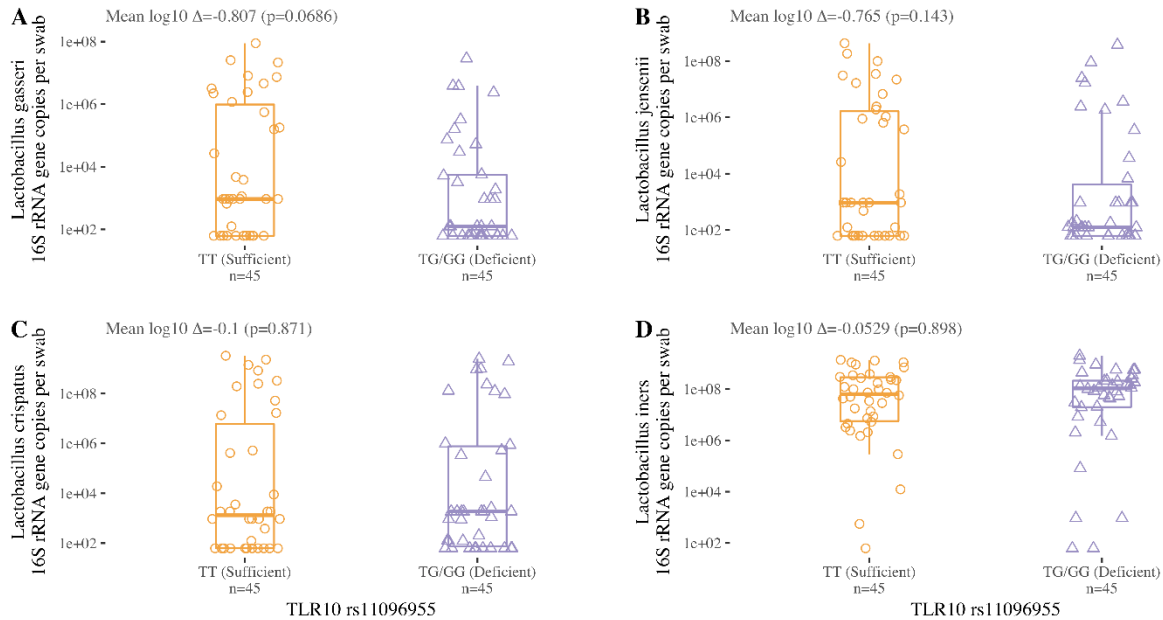 A
Mean log10 Δ=-0.807 (p=0.0686)
Lactobacillus gasseri
16S rRNA gene copies per swab
1e+08
1e+06
1e+04
1e+02
TT (Sufficient)
n=45
TG/GG (Deficient)
n=45
B
Mean log10 Δ=-0.765 (p=0.143)
Lactobacillus jensenii
16S rRNA gene copies per swab
1e+08
1e+06
1e+04
1e+02
TT (Sufficient)
n=45
TG/GG (Deficient)
n=45
C
Mean log10 Δ=-0.1 (p=0.871)
Lactobacillus crispatus
16S rRNA gene copies per swab
1e+08
1e+06
1e+04
1e+02
TT (Sufficient)
n=45
TG/GG (Deficient)
n=45
TLR10 rs11096955
D
Mean log10 Δ=-0.0529 (p=0.898)
Lactobacillus iners
16S rRNA gene copies per swab
1e+08
1e+06
1e+04
1e+02
TT (Sufficient)
n=45
TG/GG (Deficient)
n=45
TLR10 rs11096955